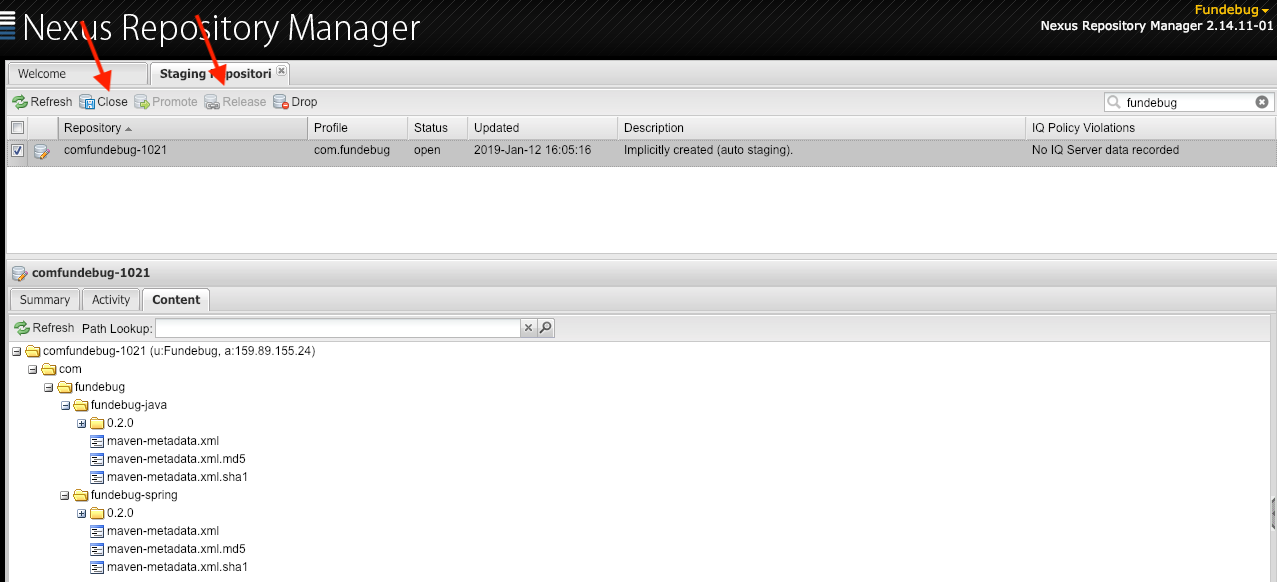 Fundebug
Nexus Repository Manager
Nexus Repository Manager 2.14.11-01
Welcome Staging Repositori
Refresh Close Promote Release Drop fundebug
Repository Profile Status Updated Description IQ Policy Violations
comfundebug-1021 com.fundebug open 2019-Jan-12 16:05:16 Implicitly created (auto staging). No IQ Server data recorded
comfundebug-1021
Summary Activity Content
Refresh Path Lookup:
comfundebug-1021 (u:Fundebug, a:159.89.155.24)
com
fundebug
fundebug-java
0.2.0
maven-metadata.xml
maven-metadata.xml.md5
maven-metadata.xml.sha1
fundebug-spring
0.2.0
maven-metadata.xml
maven-metadata.xml.md5
maven-metadata.xml.sha1